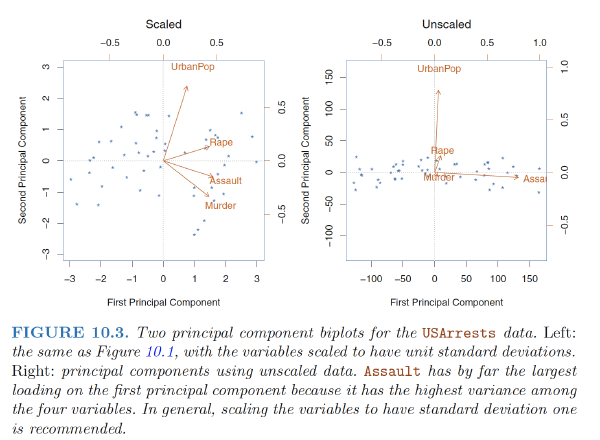 Scaled
Unscaled
−0.5 0.0 0.5
−0.5 0.0 0.5 1.0
UrbanPop
Rape
Assault
Murder
Second Principal Component
−3 −2 −1 0 1 2 3
−0.5 0.0 0.5
−3 −2 −1 0 1 2 3
First Principal Component
UrbanPop
Rape
Murder
Assau
Second Principal Component
−100 −50 0 50 100 150
−0.5 0.0 0.5 1.0
−100 −50 0 50 100 150
First Principal Component
FIGURE 10.3. Two principal component biplots for the USArrests data. Left:
the same as Figure 10.1, with the variables scaled to have unit standard deviations.
Right: principal components using unscaled data. Assault has by far the largest
loading on the first principal component because it has the highest variance among
the four variables. In general, scaling the variables to have standard deviation one
is recommended.